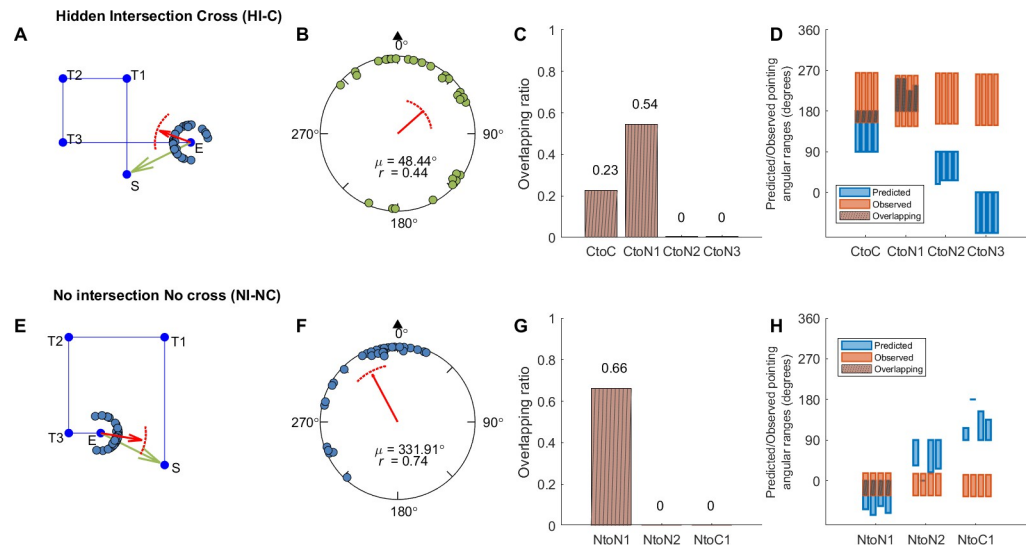 Hidden Intersection Cross (HI-C)
A
T2
T1
T3
E
S
B
0°
90°
180°
270°
μ = 48.44°
r = 0.44
C
Overlapping ratio
1
0.8
0.6
0.4
0.2
0
0.23
0.54
0
0
CtoC CtoN1 CtoN2 CtoN3
D
Predicted/Observed pointing
angular ranges (degrees)
360
270
180
90
0
Predicted
Observed
Overlapping
CtoC CtoN1 CtoN2 CtoN3
No intersection No cross (NI-NC)
E
T2
T1
T3
E
S
F
0°
90°
180°
270°
μ = 331.91°
r = 0.74
G
Overlapping ratio
1
0.8
0.6
0.4
0.2
0
0.66
0
0
NtoN1 NtoN2 NtoC1
H
Predicted/Observed pointing
angular ranges (degrees)
360
270
180
90
0
Predicted
Observed
Overlapping
NtoN1 NtoN2 NtoC1